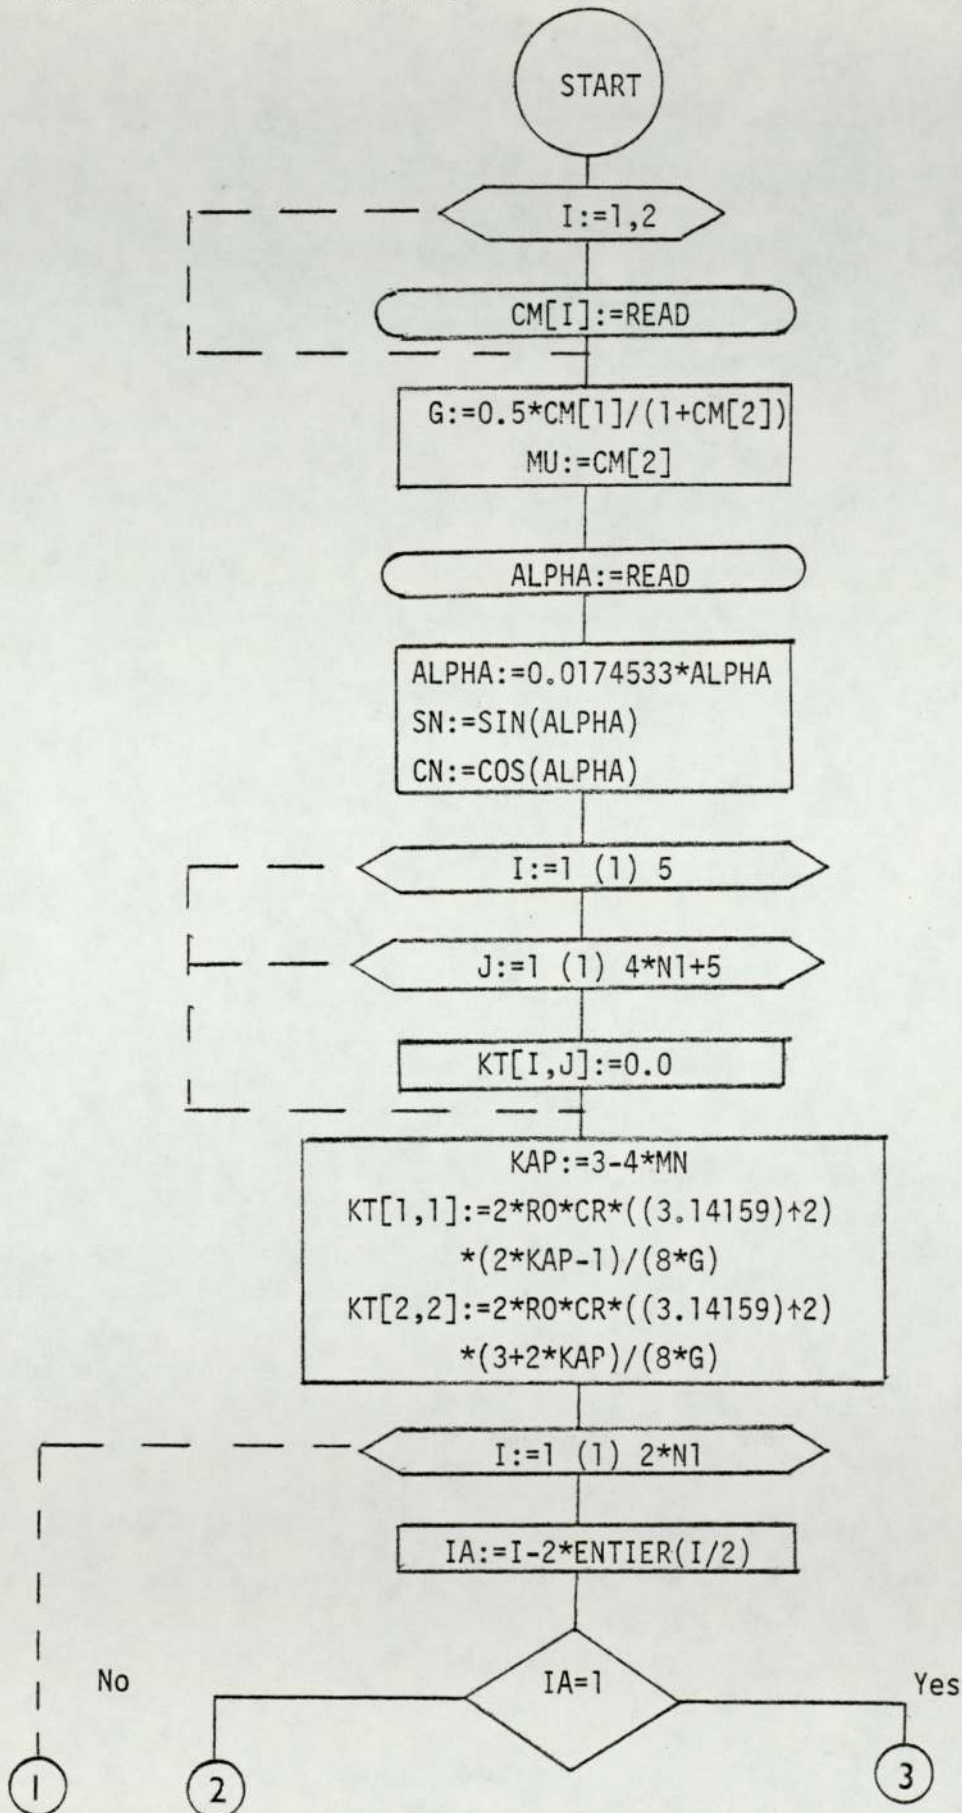 START
I:=1,2
CM[I]:=READ
G:=0.5*CM[1]/(1+CM[2])
MU:=CM[2]
ALPHA:=READ
ALPHA:=0.0174533*ALPHA
SN:=SIN(ALPHA)
CN:=COS(ALPHA)
I:=1 (1) 5
J:=1 (1) 4*N1+5
KT[I,J]:=0.0
KAP:=3-4*MN
KT[1,1]:=2*RO*CR*((3.14159)↑2)
*(2*KAP-1)/(8*G)
KT[2,2]:=2*RO*CR*((3.14159)↑2)
*(3+2*KAP)/(8*G)
I:=1 (1) 2*N1
IA:=I-2*ENTIER(I/2)
No
IA=1
Yes
1
2
3